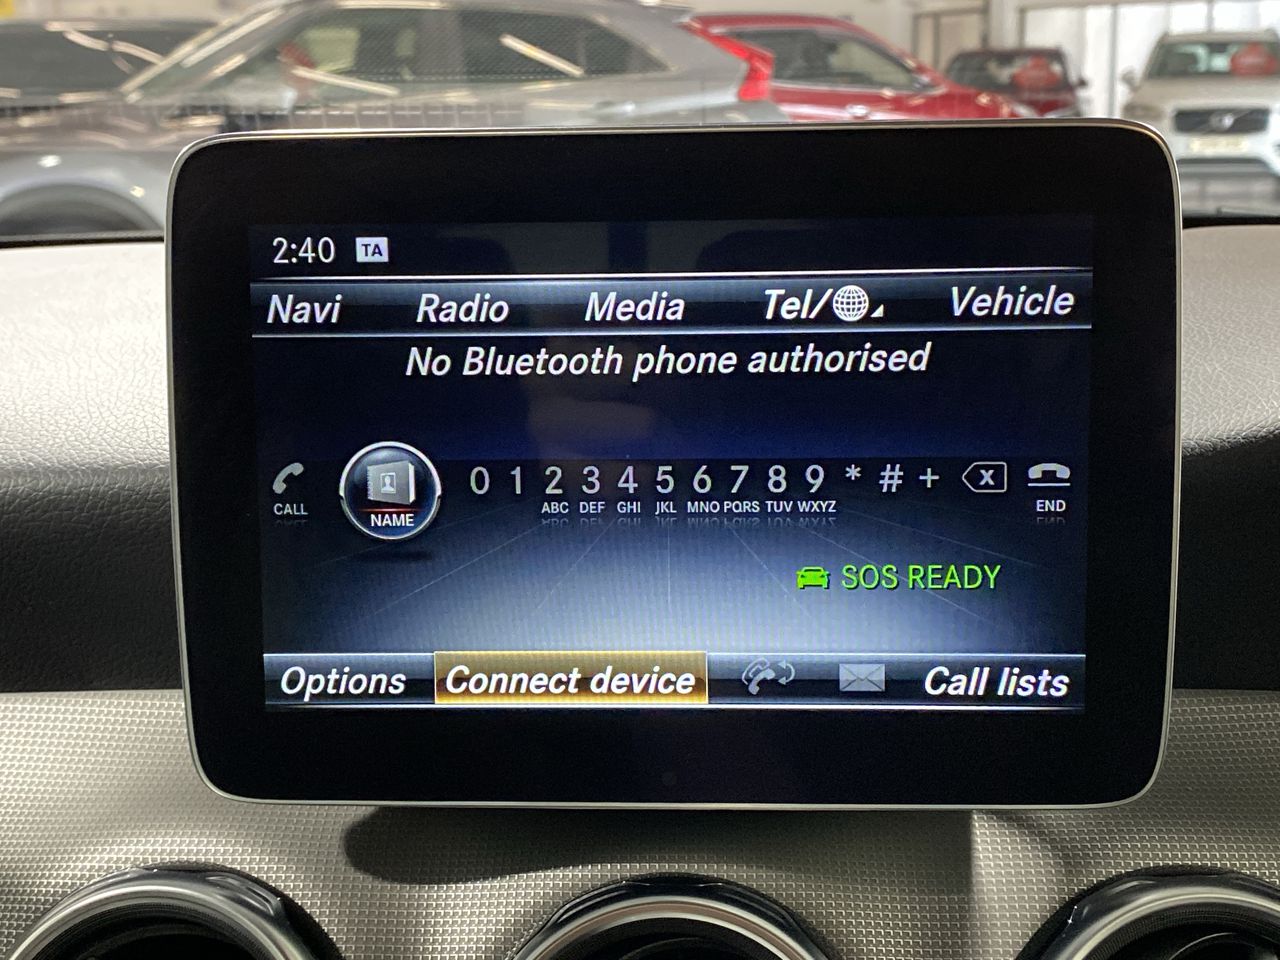 2:40 TA
Navi Radio Media Tel/ Vehicle
No Bluetooth phone authorised
0 1 2 3 4 5 6 7 8 9 * # + X
CALL NAME ABC DEF GHI JKL MNO PQRS TUV WXYZ END
SOS READY
Options Connect device Call lists